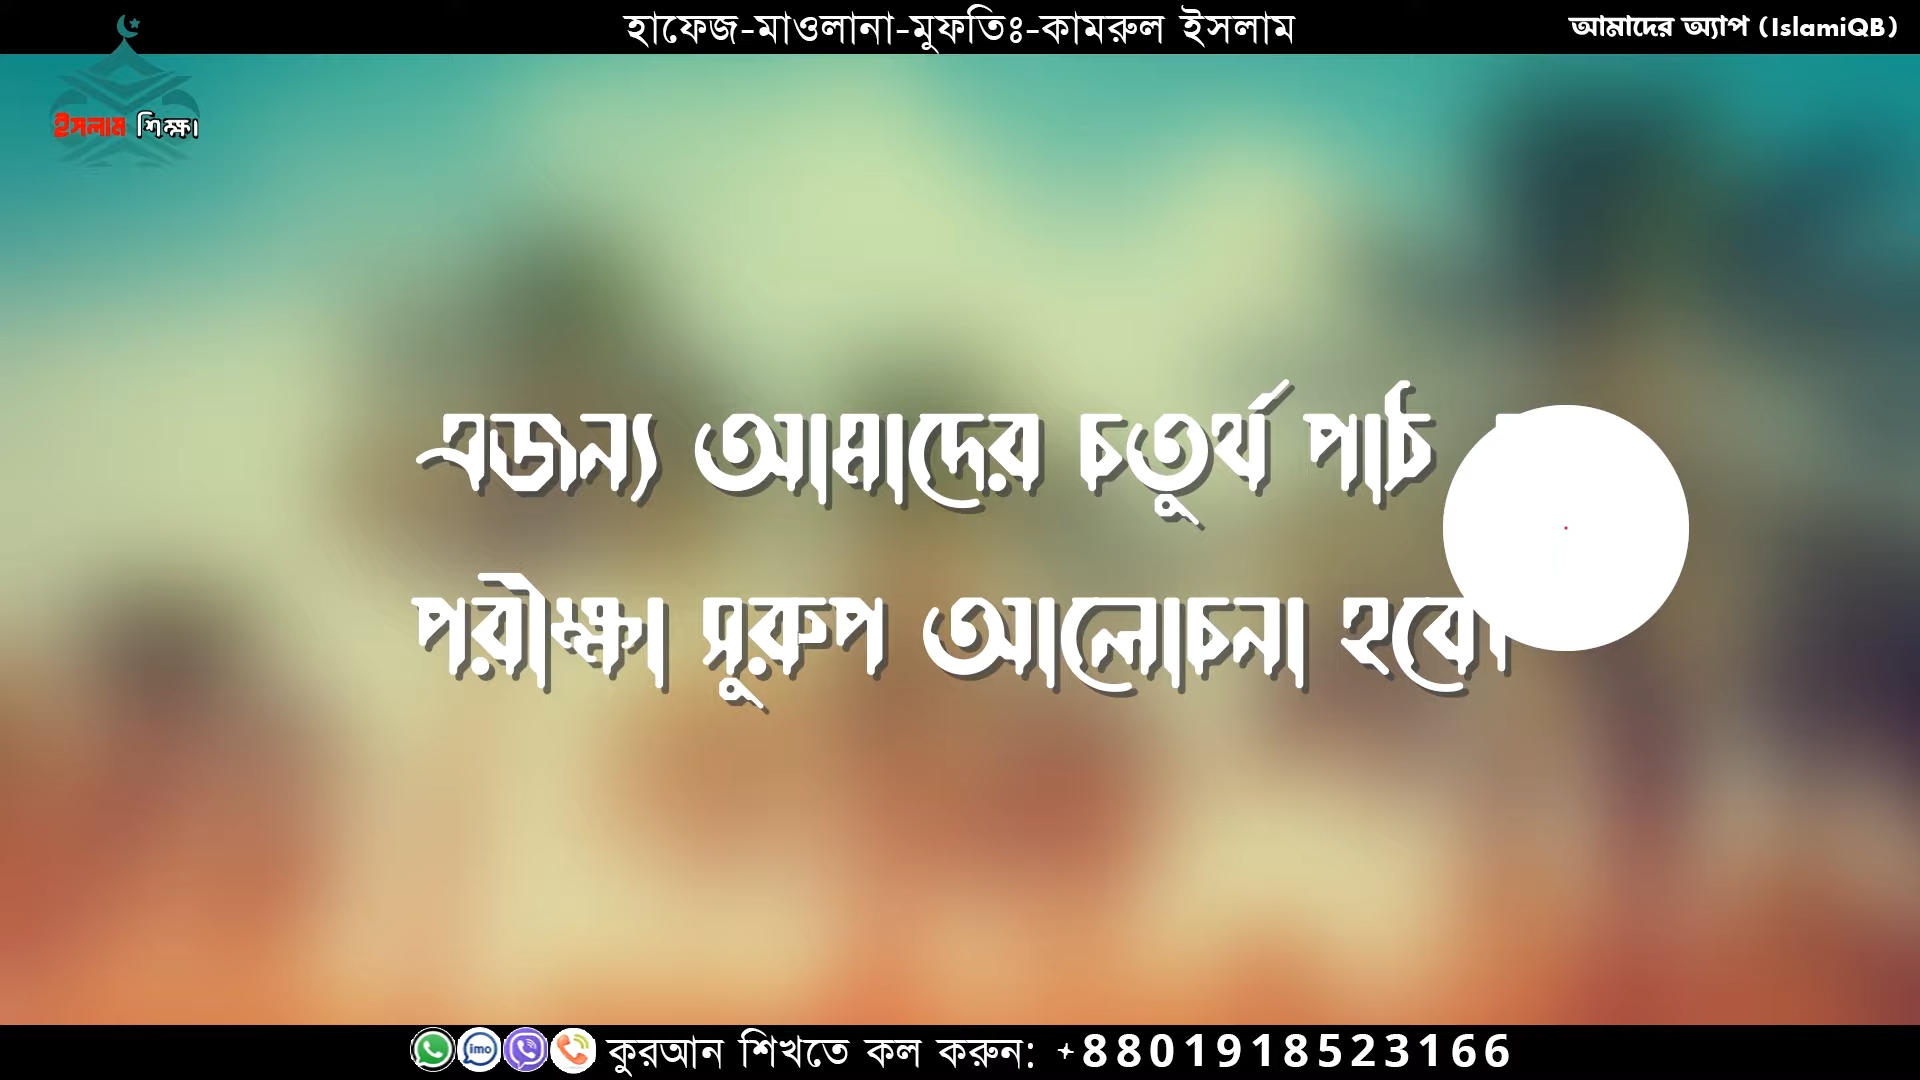 হাফেজ-মাওলানা-মুফতিঃ-কামরুল ইসলাম
আমাদের অ্যাপ (IslamiQB)
ইসলাম শিক্ষা
এজন্য আমাদের চতুর্থ পাঠ
পরীক্ষা সুরুপ আলোচনা হবে।
imo
কুরআন শিখতে কল করুন: +8801918523166